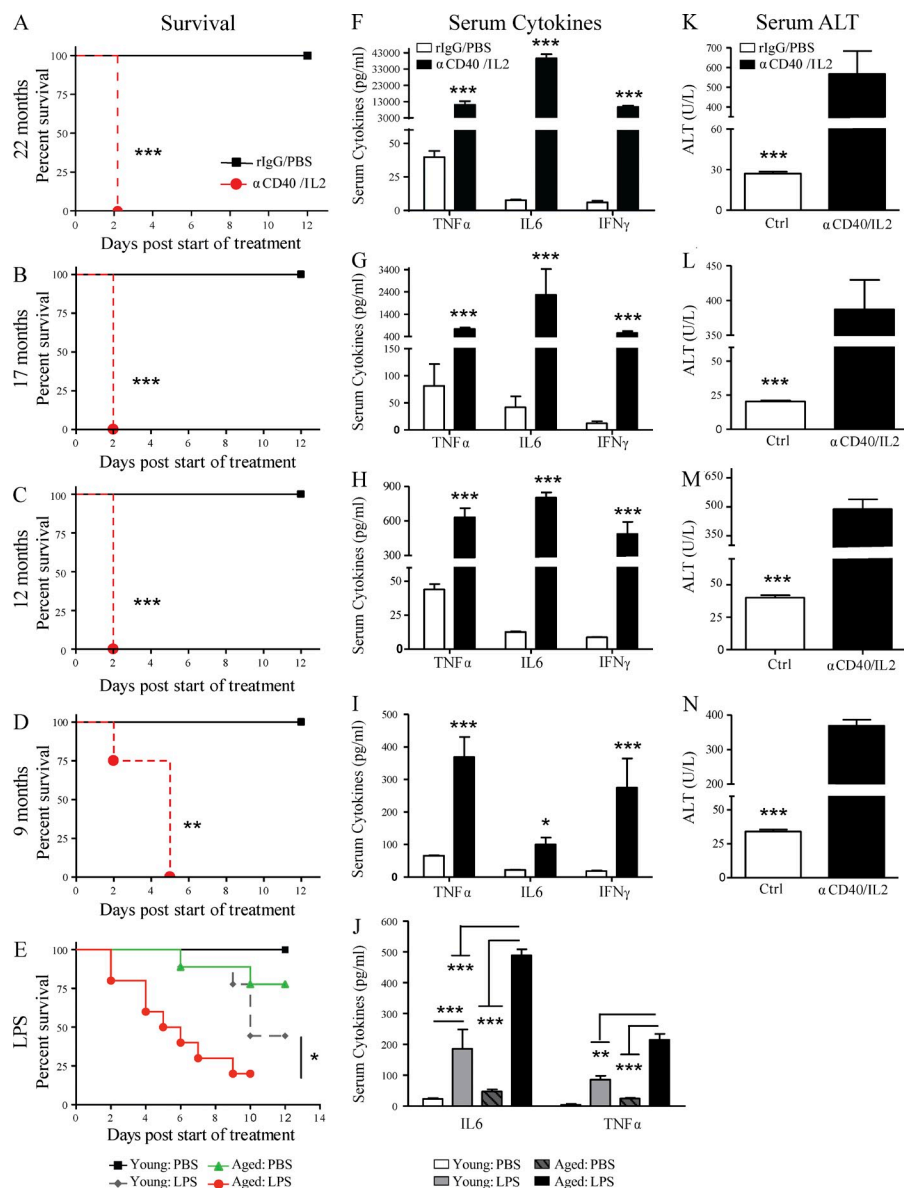 Survival
Serum Cytokines
Serum ALT
A
22 months
Percent survival
100
75
50
25
0
***
rIgG/PBS
αCD40 /IL2
0 2 4 6 8 10 12
Days post start of treatment
F
Serum Cytokines (pg/ml)
43000
33000
23000
13000
3000
50
25
0
***
***
***
rIgG/PBS
αCD40 /IL2
TNFα IL6 IFNγ
K
ALT (U/L)
700
600
500
400
60
30
0
***
Ctrl αCD40/IL2
B
17 months
Percent survival
100
75
50
25
0
***
0 2 4 6 8 10 12
Days post start of treatment
G
Serum Cytokines (pg/ml)
3400
2400
1400
400
150
100
50
0
***
***
***
TNFα IL6 IFNγ
L
ALT (U/L)
450
350
50
25
0
***
Ctrl αCD40/IL2
C
12 months
Percent survival
100
75
50
25
0
***
0 2 4 6 8 10 12
Days post start of treatment
H
Serum Cytokines (pg/ml)
900
600
300
50
25
0
***
***
***
TNFα IL6 IFNγ
M
ALT (U/L)
650
500
350
50
25
0
***
Ctrl αCD40/IL2
D
9 months
Percent survival
100
75
50
25
0
**
0 2 4 6 8 10 12
Days post start of treatment
I
Serum Cytokines (pg/ml)
500
400
300
200
100
0
***
*
***
TNFα IL6 IFNγ
N
ALT (U/L)
400
300
200
50
25
0
***
Ctrl αCD40/IL2
E
LPS
Percent survival
100
75
50
25
0
*
0 2 4 6 8 10 12 14
Days post start of treatment
Young: PBS Aged: PBS
Young: LPS Aged: LPS
J
Serum Cytokines (pg/ml)
600
500
400
300
200
100
0
***
***
***
**
***
IL6 TNFα
Young: PBS Aged: PBS
Young: LPS Aged: LPS